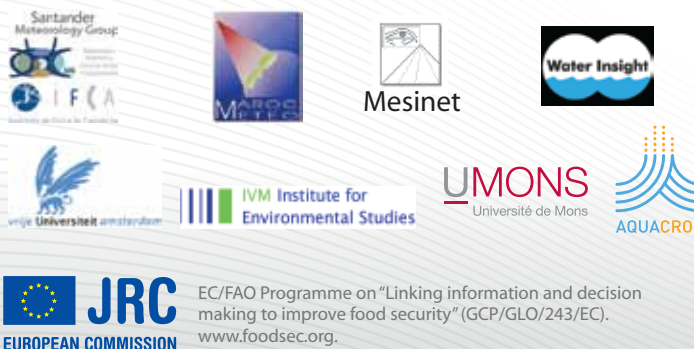 Santander
Meteorology Group
IFCA
MAROC
METEO
Mesinet
Water Insight
vrije Universiteit amsterdam
IVM Institute for
Environmental Studies
UMONS
Université de Mons
AQUACRO
JRC
EUROPEAN COMMISSION
EC/FAO Programme on “Linking information and decision
making to improve food security” (GCP/GLO/243/EC).
www.foodsec.org.